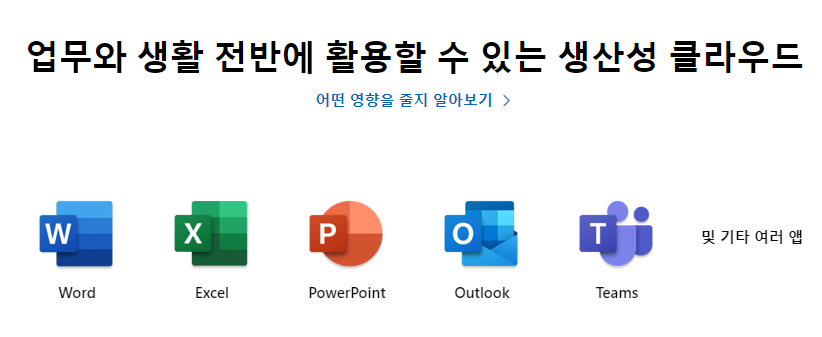 업무와 생활 전반에 활용할 수 있는 생산성 클라우드
어떤 영향을 줄지 알아보기 >
W X P O T 및 기타 여러 앱
Word Excel PowerPoint Outlook Teams